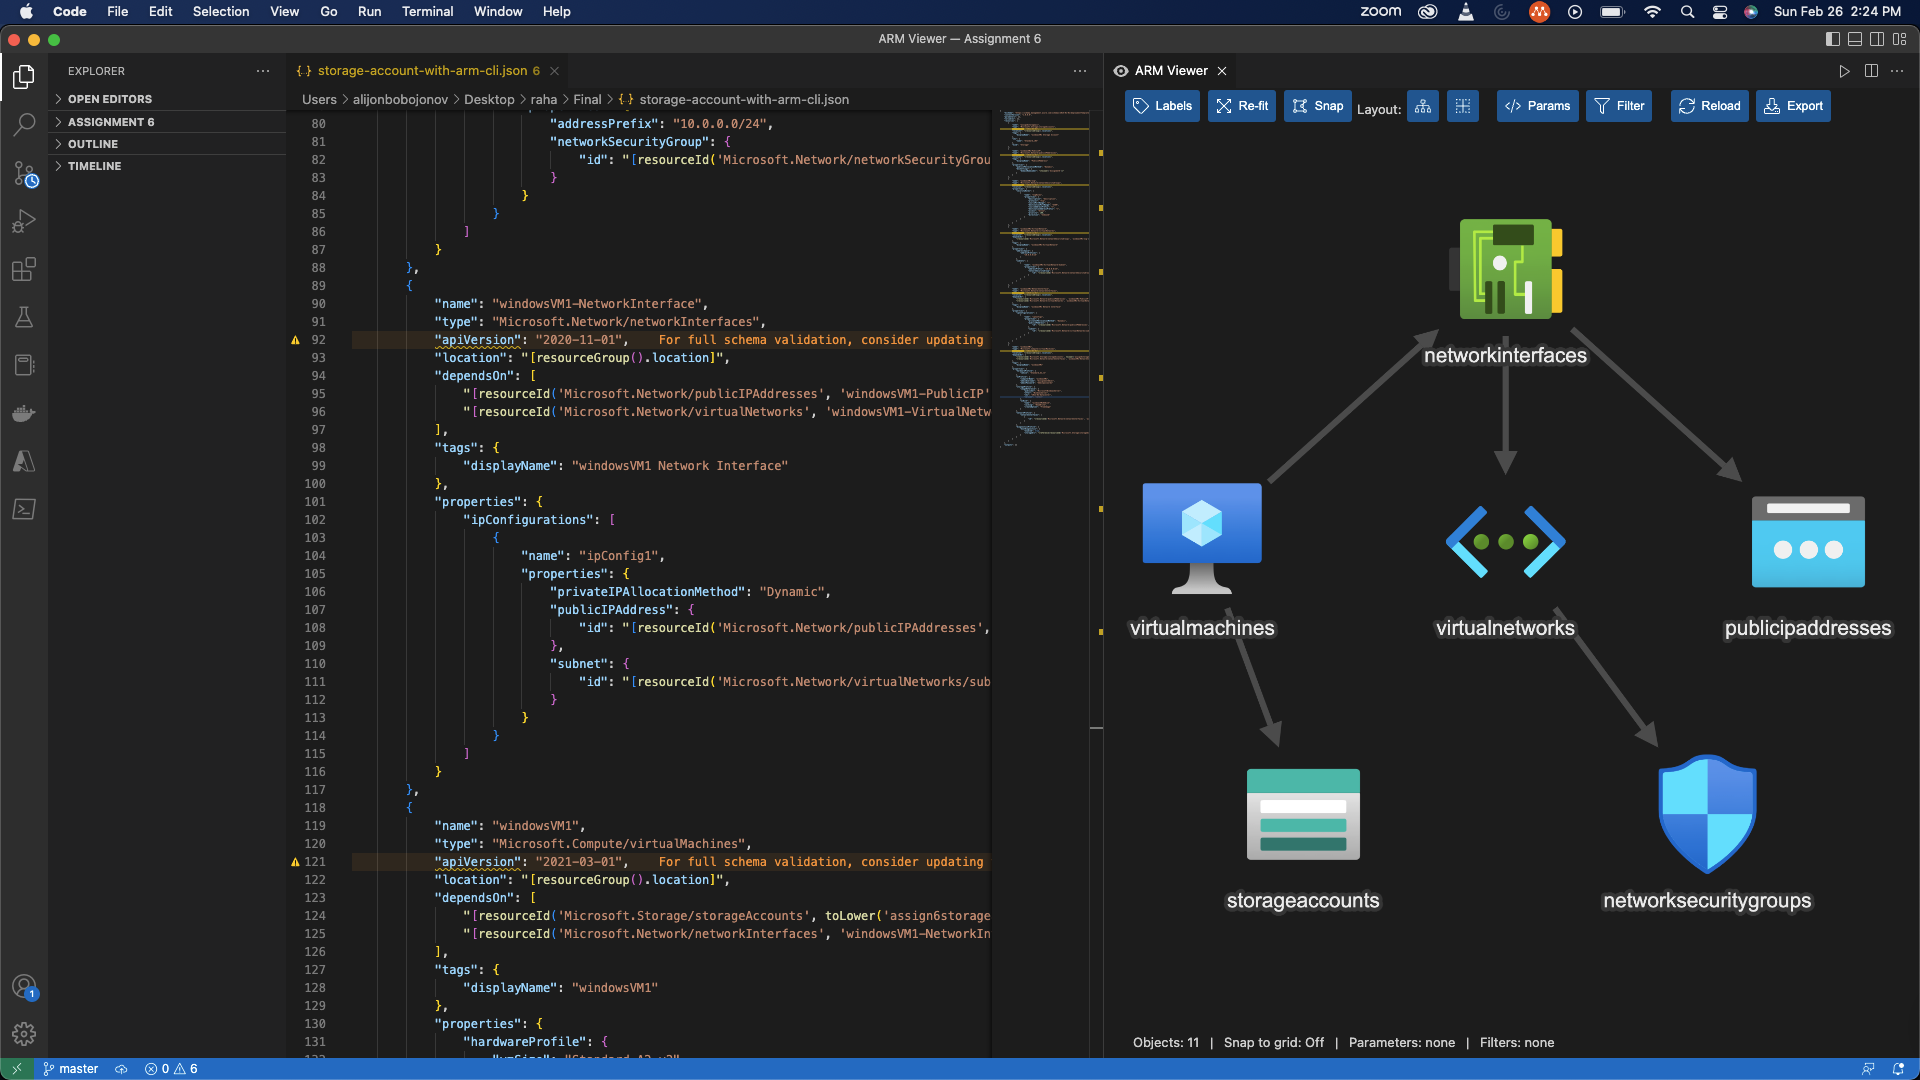 Code File Edit Selection View Go Run Terminal Window Help zoom Sun Feb 26 2:24 PM
ARM Viewer — Assignment 6
EXPLORER
OPEN EDITORS
ASSIGNMENT 6
OUTLINE
TIMELINE
{} storage-account-with-arm-cli.json 6
Users > alijonbobojonov > Desktop > raha > Final > {} storage-account-with-arm-cli.json
80 "addressPrefix": "10.0.0.0/24",
81 "networkSecurityGroup": {
82 "id": "[resourceId('Microsoft.Network/networkSecurityGrou
83 }
84 }
85 }
86 ]
87 }
88 },
89 {
90 "name": "windowsVM1-NetworkInterface",
91 "type": "Microsoft.Network/networkInterfaces",
92 "apiVersion": "2020-11-01", For full schema validation, consider updating
93 "location": "[resourceGroup().location]",
94 "dependsOn": [
95 "[resourceId('Microsoft.Network/publicIPAddresses', 'windowsVM1-PublicIP'
96 "[resourceId('Microsoft.Network/virtualNetworks', 'windowsVM1-VirtualNetw
97 ],
98 "tags": {
99 "displayName": "windowsVM1 Network Interface"
100 },
101 "properties": {
102 "ipConfigurations": [
103 {
104 "name": "ipConfig1",
105 "properties": {
106 "privateIPAllocationMethod": "Dynamic",
107 "publicIPAddress": {
108 "id": "[resourceId('Microsoft.Network/publicIPAddresses',
109 },
110 "subnet": {
111 "id": "[resourceId('Microsoft.Network/virtualNetworks/sub
112 }
113 }
114 }
115 ]
116 }
117 },
118 {
119 "name": "windowsVM1",
120 "type": "Microsoft.Compute/virtualMachines",
121 "apiVersion": "2021-03-01", For full schema validation, consider updating
122 "location": "[resourceGroup().location]",
123 "dependsOn": [
124 "[resourceId('Microsoft.Storage/storageAccounts', toLower('assign6storage
125 "[resourceId('Microsoft.Network/networkInterfaces', 'windowsVM1-NetworkIn
126 ],
127 "tags": {
128 "displayName": "windowsVM1"
129 },
130 "properties": {
131 "hardwareProfile": {
ARM Viewer
Labels Re-fit Snap Layout: Params Filter Reload Export
networkinterfaces
virtualmachines
virtualnetworks
publicipaddresses
storageaccounts
networksecuritygroups
Objects: 11 | Snap to grid: Off | Parameters: none | Filters: none
1
master 0 6